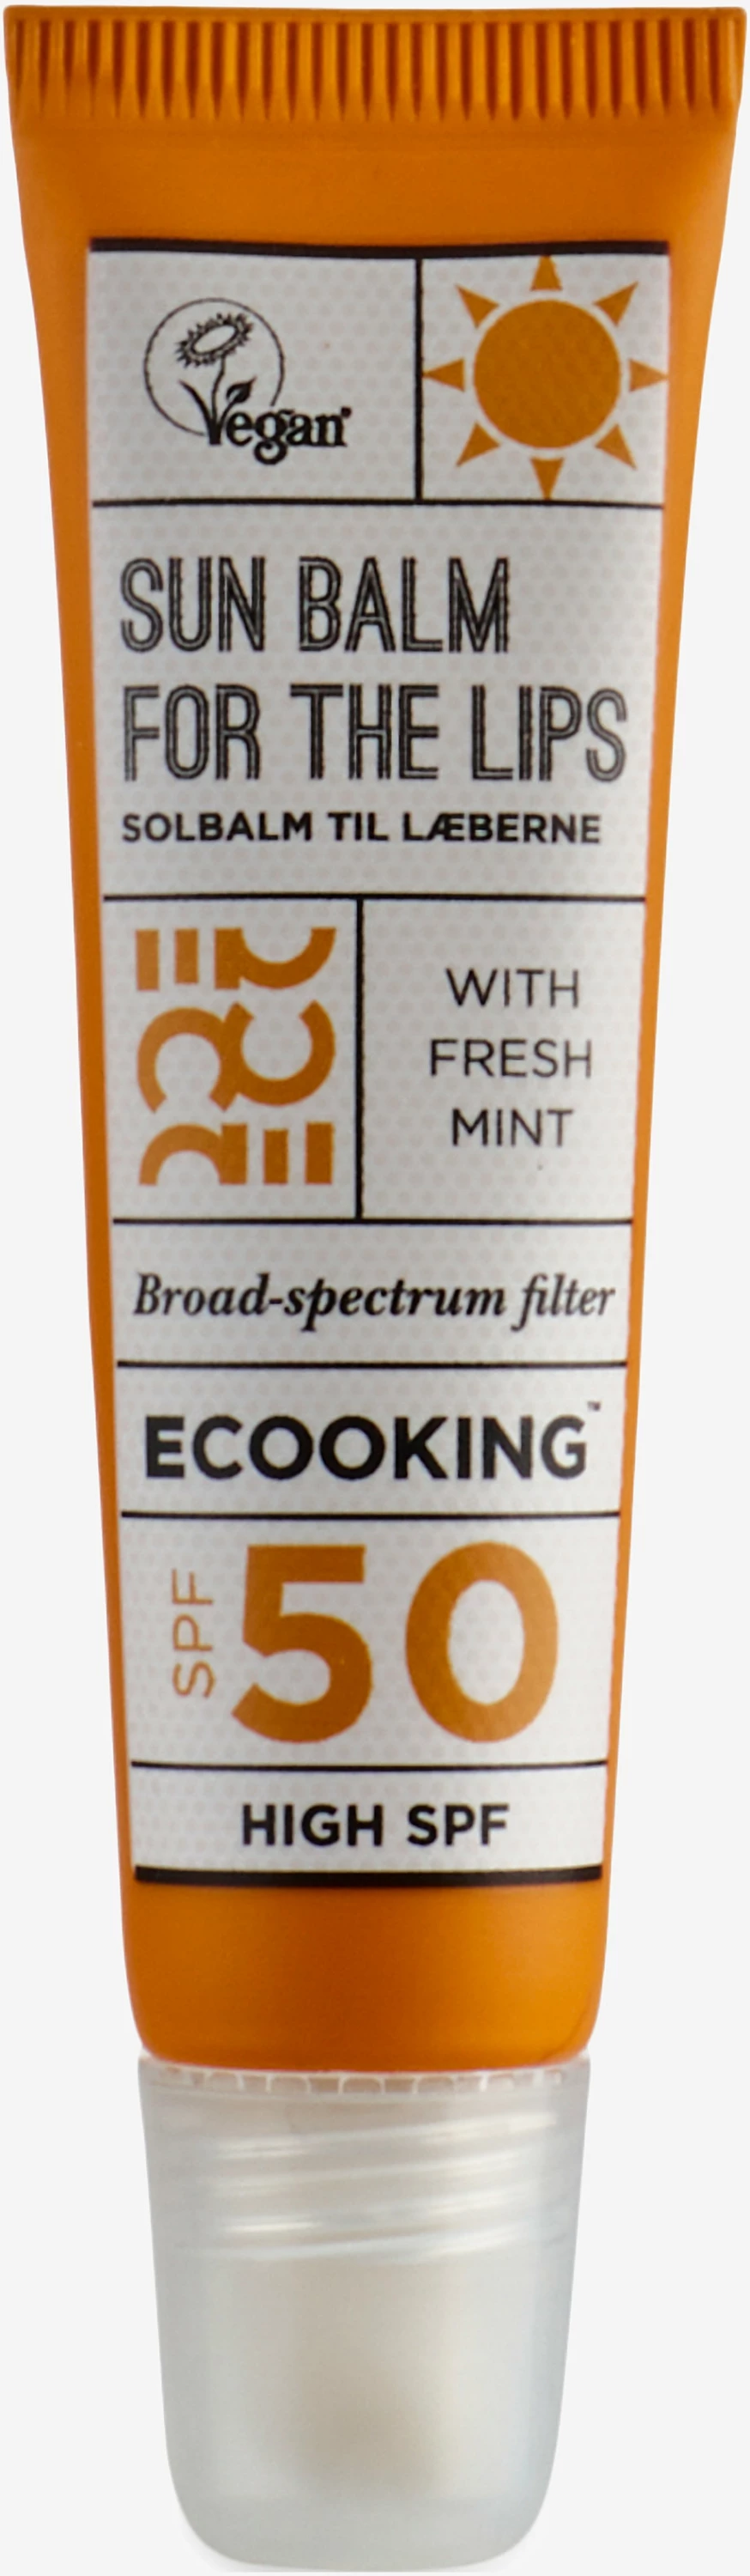 Vegan
SUN BALM
FOR THE LIPS
SOLBALM TIL LÆBERNE
WITH
FRESH
MINT
Broad-spectrum filter
ECOOKING™
SPF 50
HIGH SPF